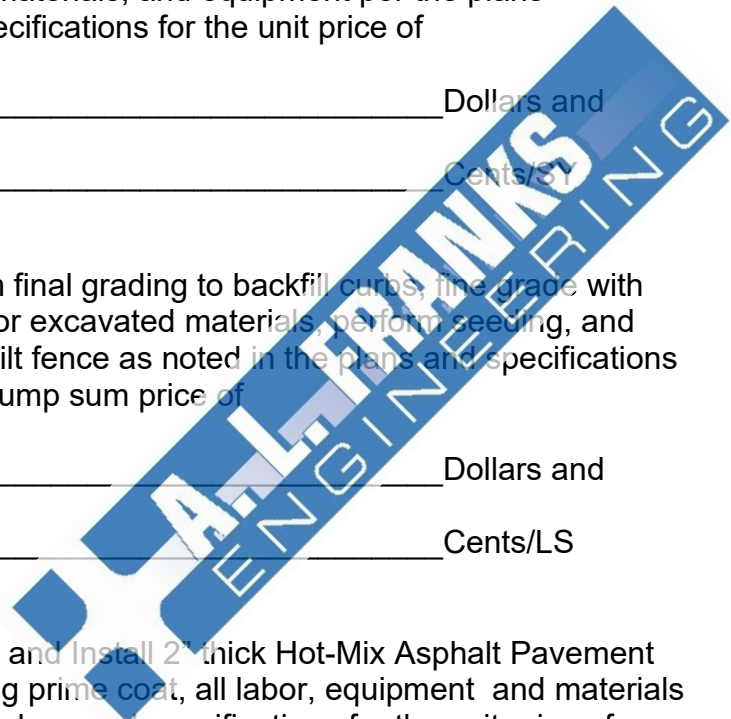 materials, and equipment per the plans
ecifications for the unit price of
Dollars and
Cents/SY
final grading to backfill curbs, fine grade with
or excavated materials, perform seeding, and
ilt fence as noted in the plans and specifications
ump sum price of
Dollars and
Cents/LS
and Install 2” thick Hot-Mix Asphalt Pavement
g prime coat, all labor, equipment and materials
A.L.FRANKS
ENGINEERING